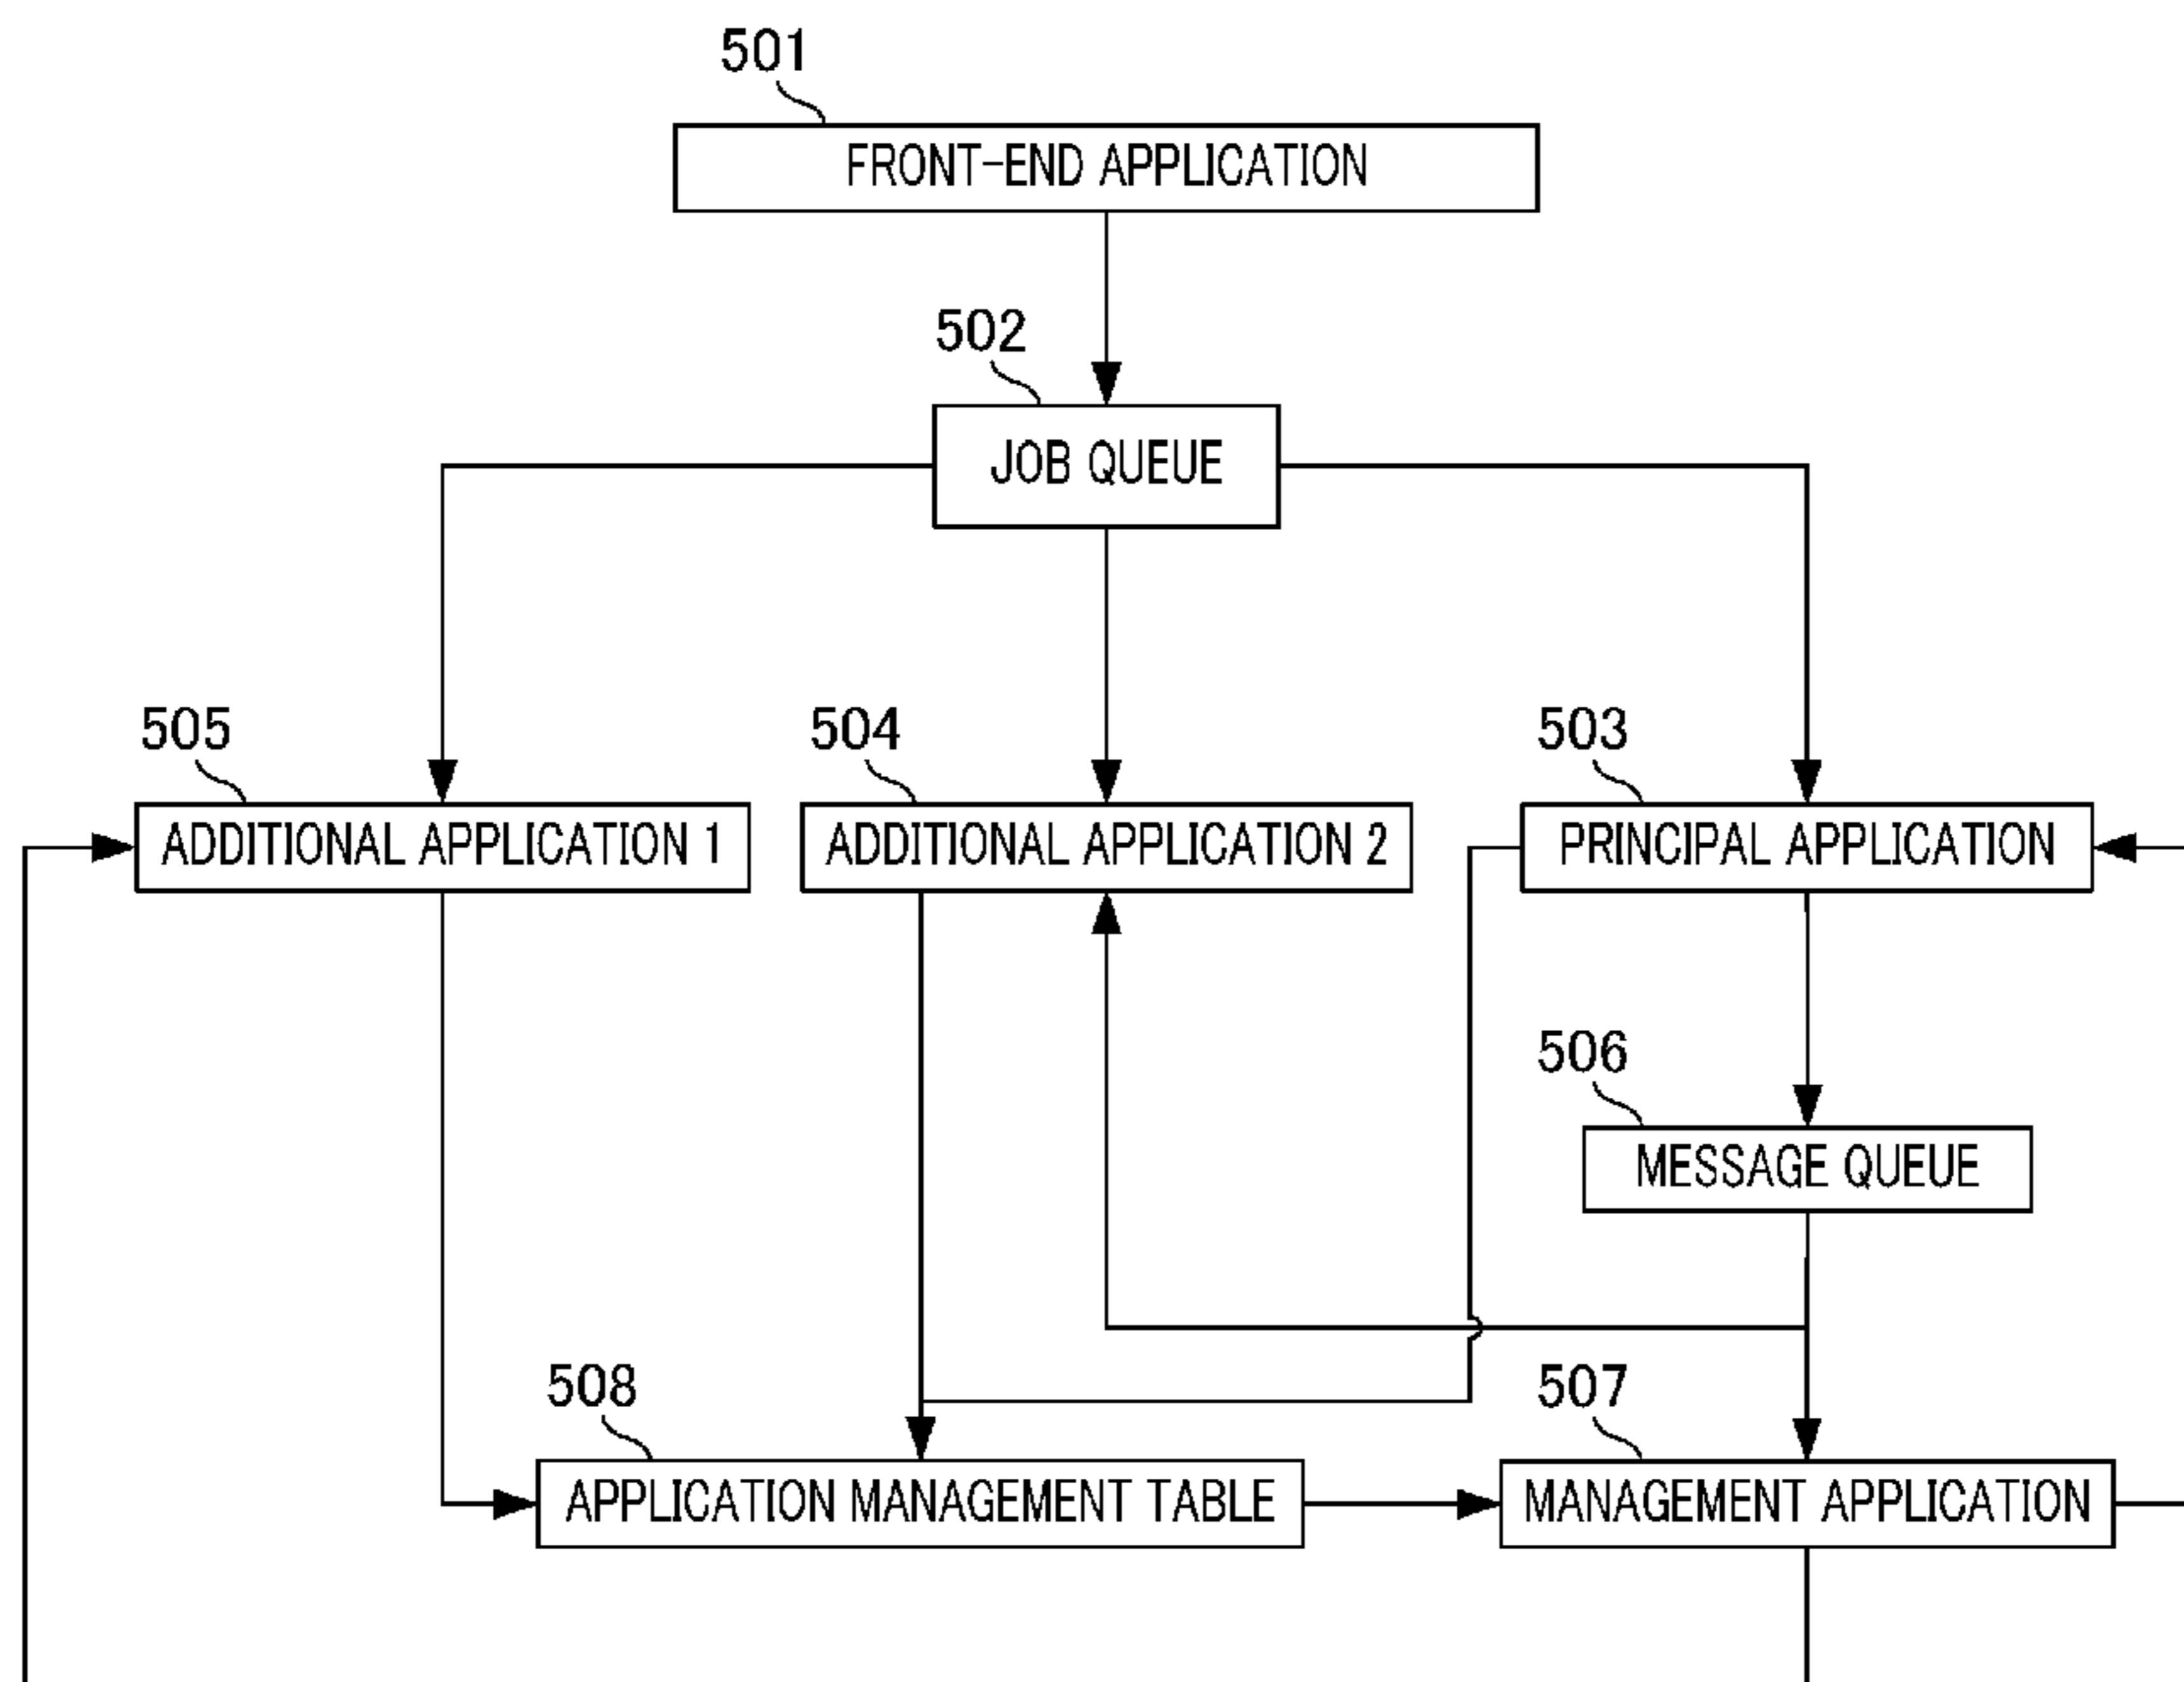 501
FRONT-END APPLICATION
502
JOB QUEUE
505
504
503
ADDITIONAL APPLICATION 1
ADDITIONAL APPLICATION 2
PRINCIPAL APPLICATION
506
MESSAGE QUEUE
508
507
APPLICATION MANAGEMENT TABLE
MANAGEMENT APPLICATION